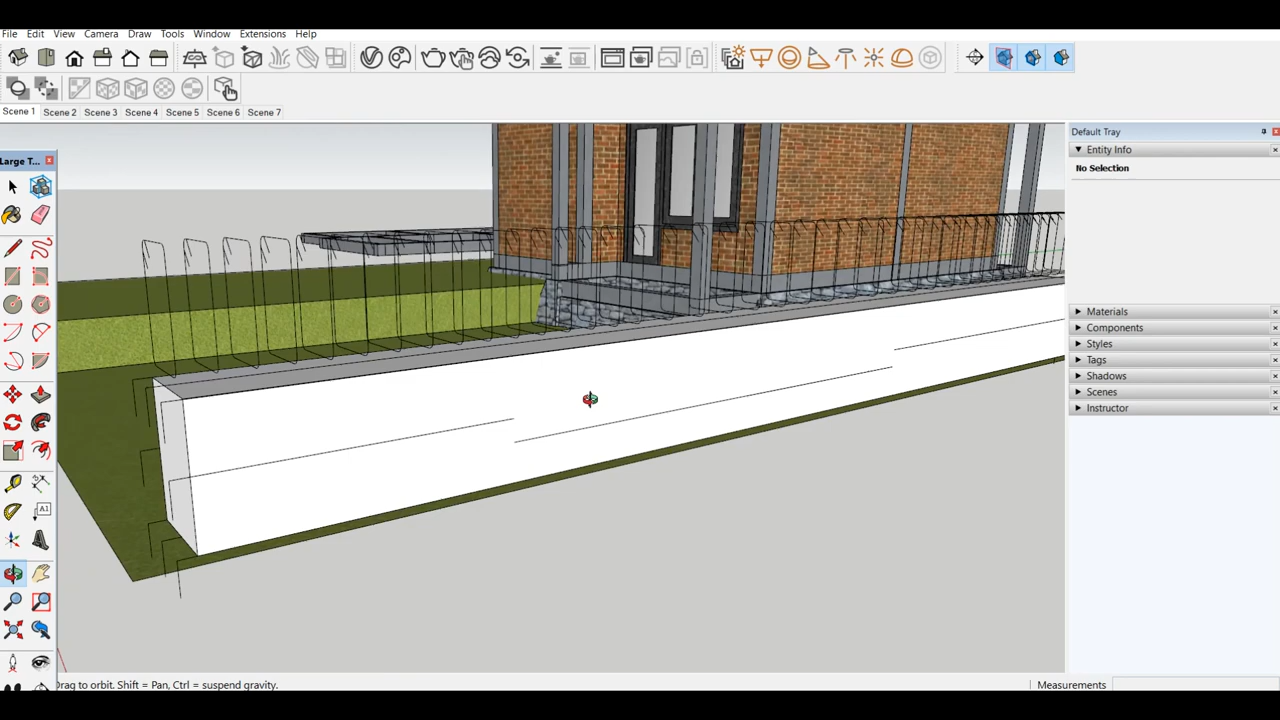 File Edit View Camera Draw Tools Window Extensions Help
Scene 1 Scene 2 Scene 3 Scene 4 Scene 5 Scene 6 Scene 7
Large T...
Default Tray
Entity Info
No Selection
Materials
Components
Styles
Tags
Shadows
Scenes
Instructor
A1
Drag to orbit. Shift = Pan, Ctrl = suspend gravity.
Measurements